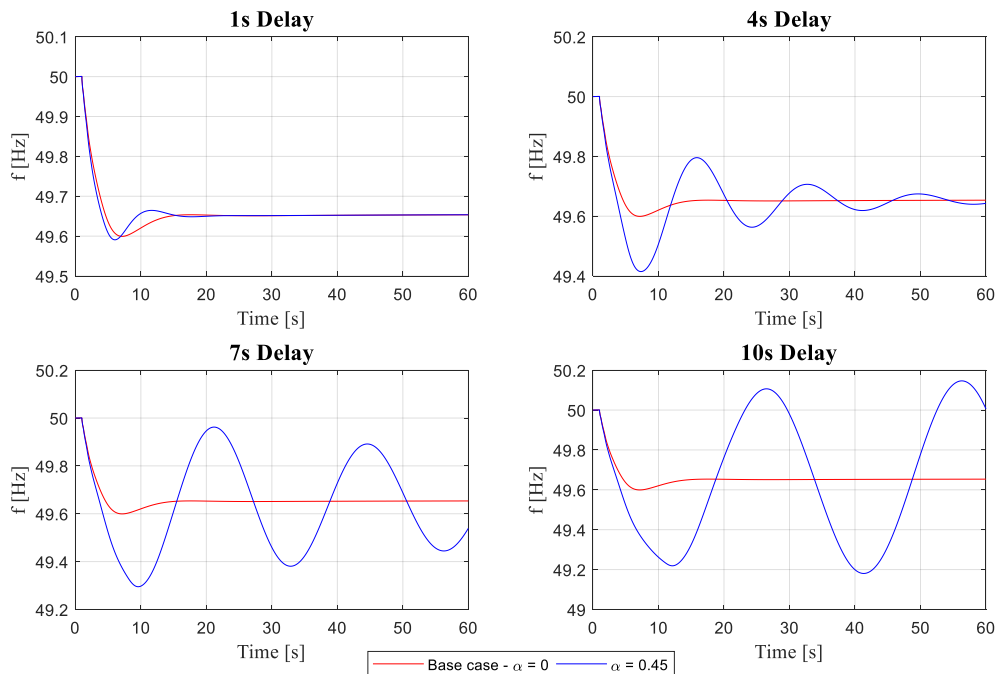 1s Delay
50.1
50
49.9
49.8
49.7
49.6
49.5
f [Hz]
0 10 20 30 40 50 60
Time [s]
4s Delay
50.2
50
49.8
49.6
49.4
f [Hz]
0 10 20 30 40 50 60
Time [s]
7s Delay
50.2
50
49.8
49.6
49.4
49.2
f [Hz]
0 10 20 30 40 50 60
Time [s]
10s Delay
50.2
50
49.8
49.6
49.4
49.2
49
f [Hz]
0 10 20 30 40 50 60
Time [s]
Base case - α = 0 α = 0.45